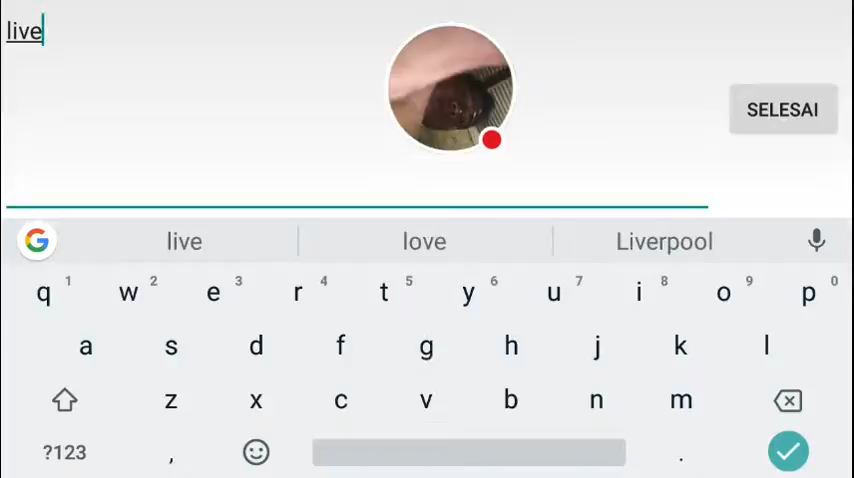 live
SELESAI
live love Liverpool
q 1 w 2 e 3 r 4 t 5 y 6 u 7 i 8 o 9 p 0
a s d f g h j k l
z x c v b n m
?123 , .